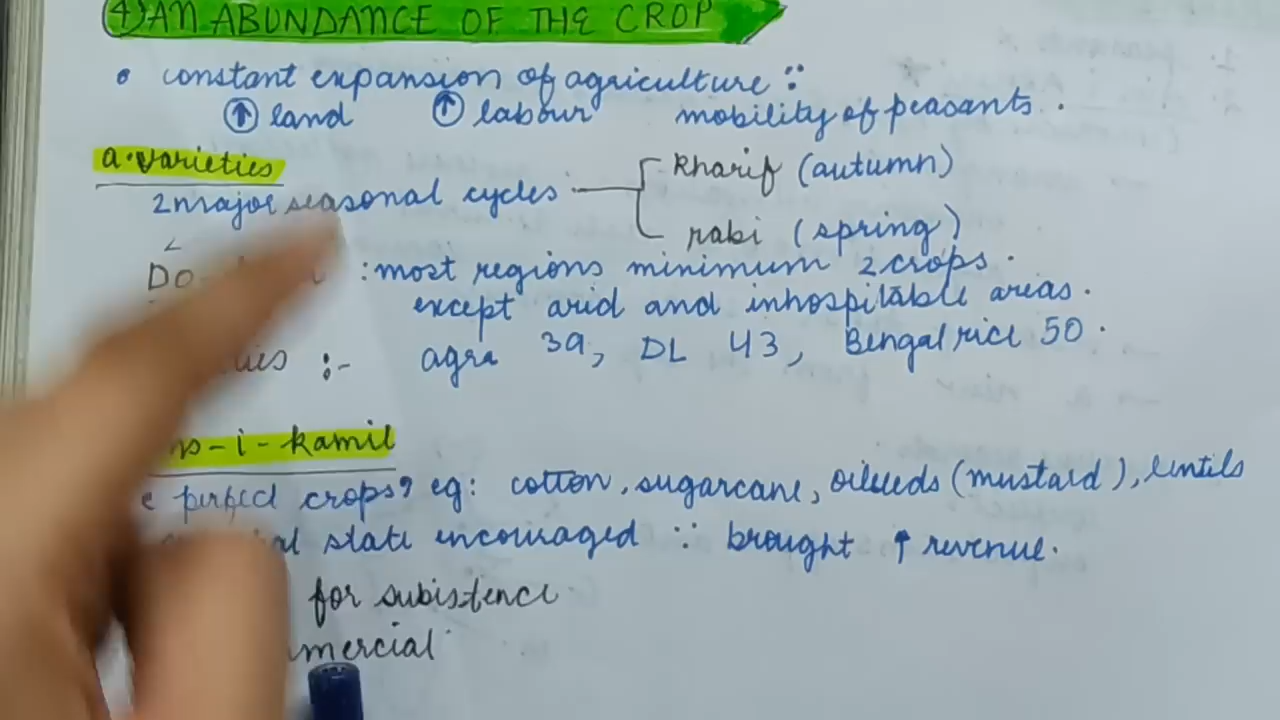 4) AN ABUNDANCE OF THE CROP
• constant expansion of agriculture ∵
↑ land ↑ labour mobility of peasants .
a. varieties
2 major seasonal cycles kharif (autumn)
rabi (spring)
: most regions minimum 2 crops .
except arid and inhospitable areas .
:- agra 39, DL 43, Bengal rice 50 .
- i - kamil
perfect crops, eg: cotton, sugarcane, oilseeds (mustard), lentils
state encouraged ∵ brought ↑ revenue .
for subistence